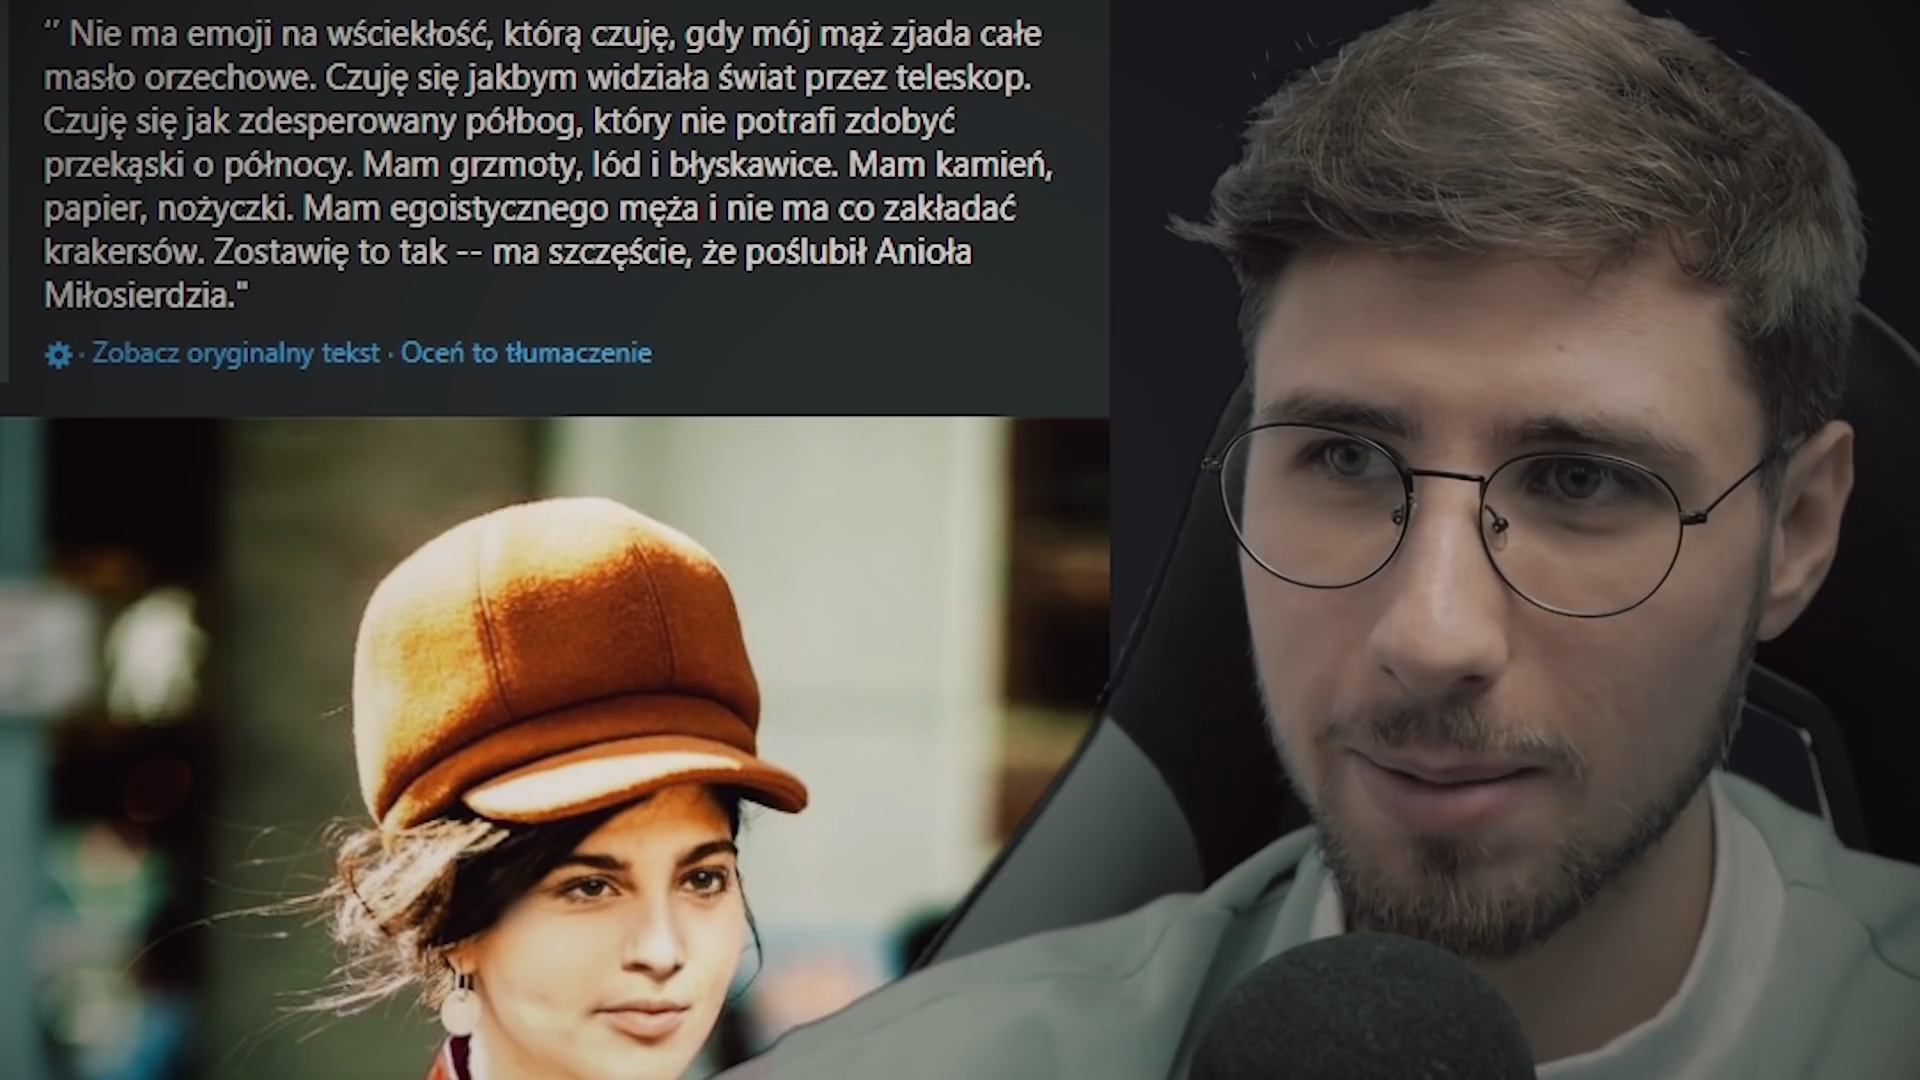 “ Nie ma emoji na wściekłość, którą czuję, gdy mój mąż zjada całe
masło orzechowe. Czuję się jakbym widziała świat przez teleskop.
Czuję się jak zdesperowany półbog, który nie potrafi zdobyć
przekąski o północy. Mam grzmoty, lód i błyskawice. Mam kamień,
papier, nożyczki. Mam egoistycznego męża i nie ma co zakładać
krakersów. Zostawię to tak -- ma szczęście, że poślubił Anioła
Miłosierdzia."
· Zobacz oryginalny tekst · Oceń to tłumaczenie